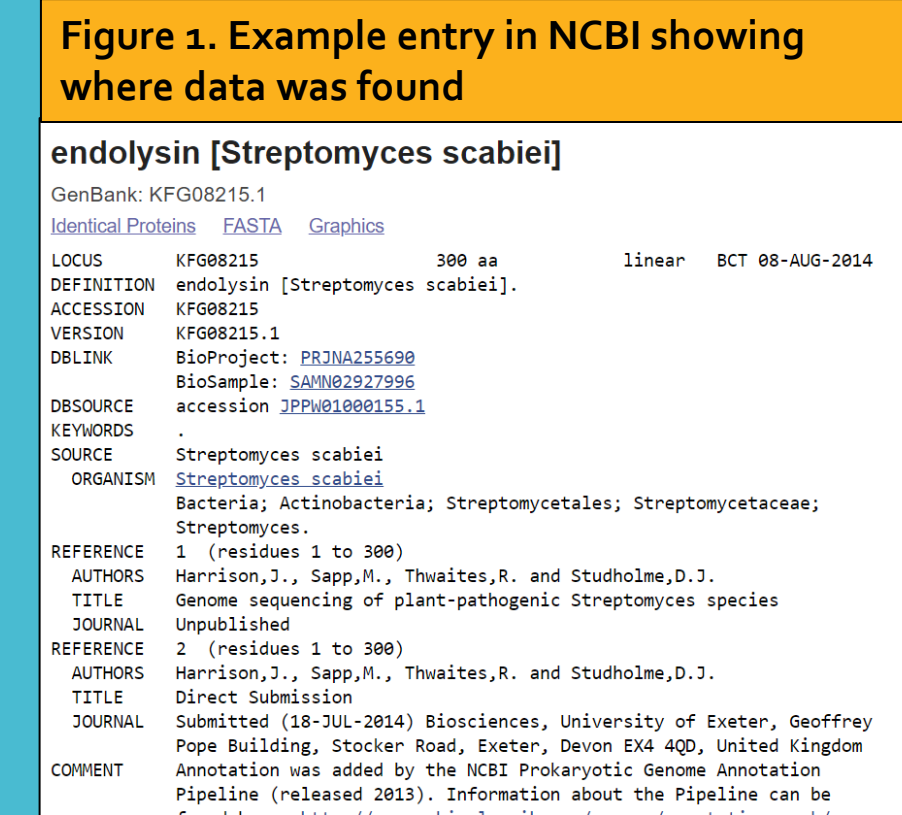 Figure 1. Example entry in NCBI showing
where data was found
endolysin [Streptomyces scabiei]
GenBank: KFG08215.1
Identical Proteins FASTA Graphics
LOCUS KFG08215 300 aa linear BCT 08-AUG-2014
DEFINITION endolysin [Streptomyces scabiei].
ACCESSION KFG08215
VERSION KFG08215.1
DBLINK BioProject: PRJNA255690
BioSample: SAMN02927996
DBSOURCE accession JPPW01000155.1
KEYWORDS .
SOURCE Streptomyces scabiei
ORGANISM Streptomyces scabiei
Bacteria; Actinobacteria; Streptomycetales; Streptomycetaceae;
Streptomyces.
REFERENCE 1 (residues 1 to 300)
AUTHORS Harrison,J., Sapp,M., Thwaites,R. and Studholme,D.J.
TITLE Genome sequencing of plant-pathogenic Streptomyces species
JOURNAL Unpublished
REFERENCE 2 (residues 1 to 300)
AUTHORS Harrison,J., Sapp,M., Thwaites,R. and Studholme,D.J.
TITLE Direct Submission
JOURNAL Submitted (18-JUL-2014) Biosciences, University of Exeter, Geoffrey
Pope Building, Stocker Road, Exeter, Devon EX4 4QD, United Kingdom
COMMENT Annotation was added by the NCBI Prokaryotic Genome Annotation
Pipeline (released 2013). Information about the Pipeline can be